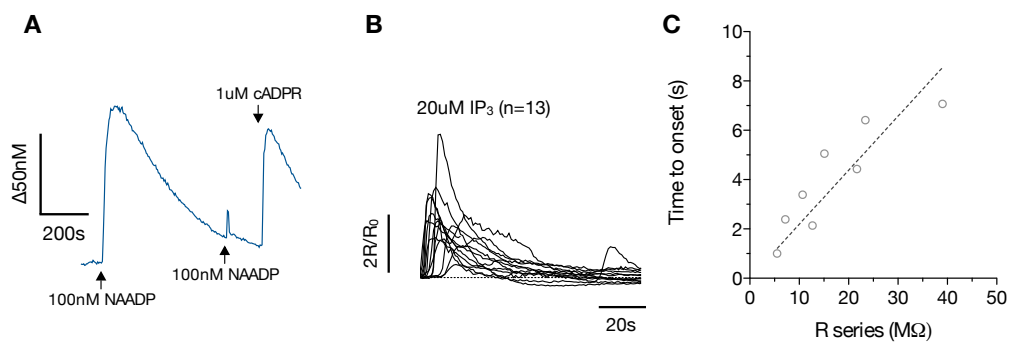 A
1uM cADPR
Δ50nM
200s
100nM NAADP
100nM NAADP
B
20uM IP₃ (n=13)
2R/R₀
20s
C
10
8
6
4
2
0
Time to onset (s)
0 10 20 30 40 50
R series (MΩ)